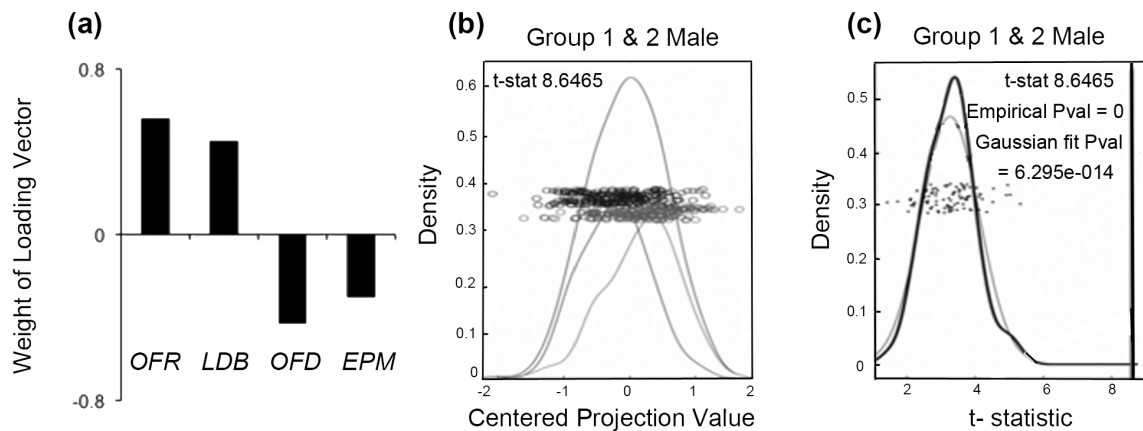 (a)
Weight of Loading Vector
0.8
0
-0.8
OFR LDB OFD EPM
(b)
Group 1 & 2 Male
t-stat 8.6465
Density
0.6
0.5
0.4
0.3
0.2
0.1
0
-2 -1 0 1 2
Centered Projection Value
(c)
Group 1 & 2 Male
t-stat 8.6465
Empirical Pval = 0
Gaussian fit Pval
= 6.295e-014
Density
0.5
0.4
0.3
0.2
0.1
0
2 4 6 8
t- statistic